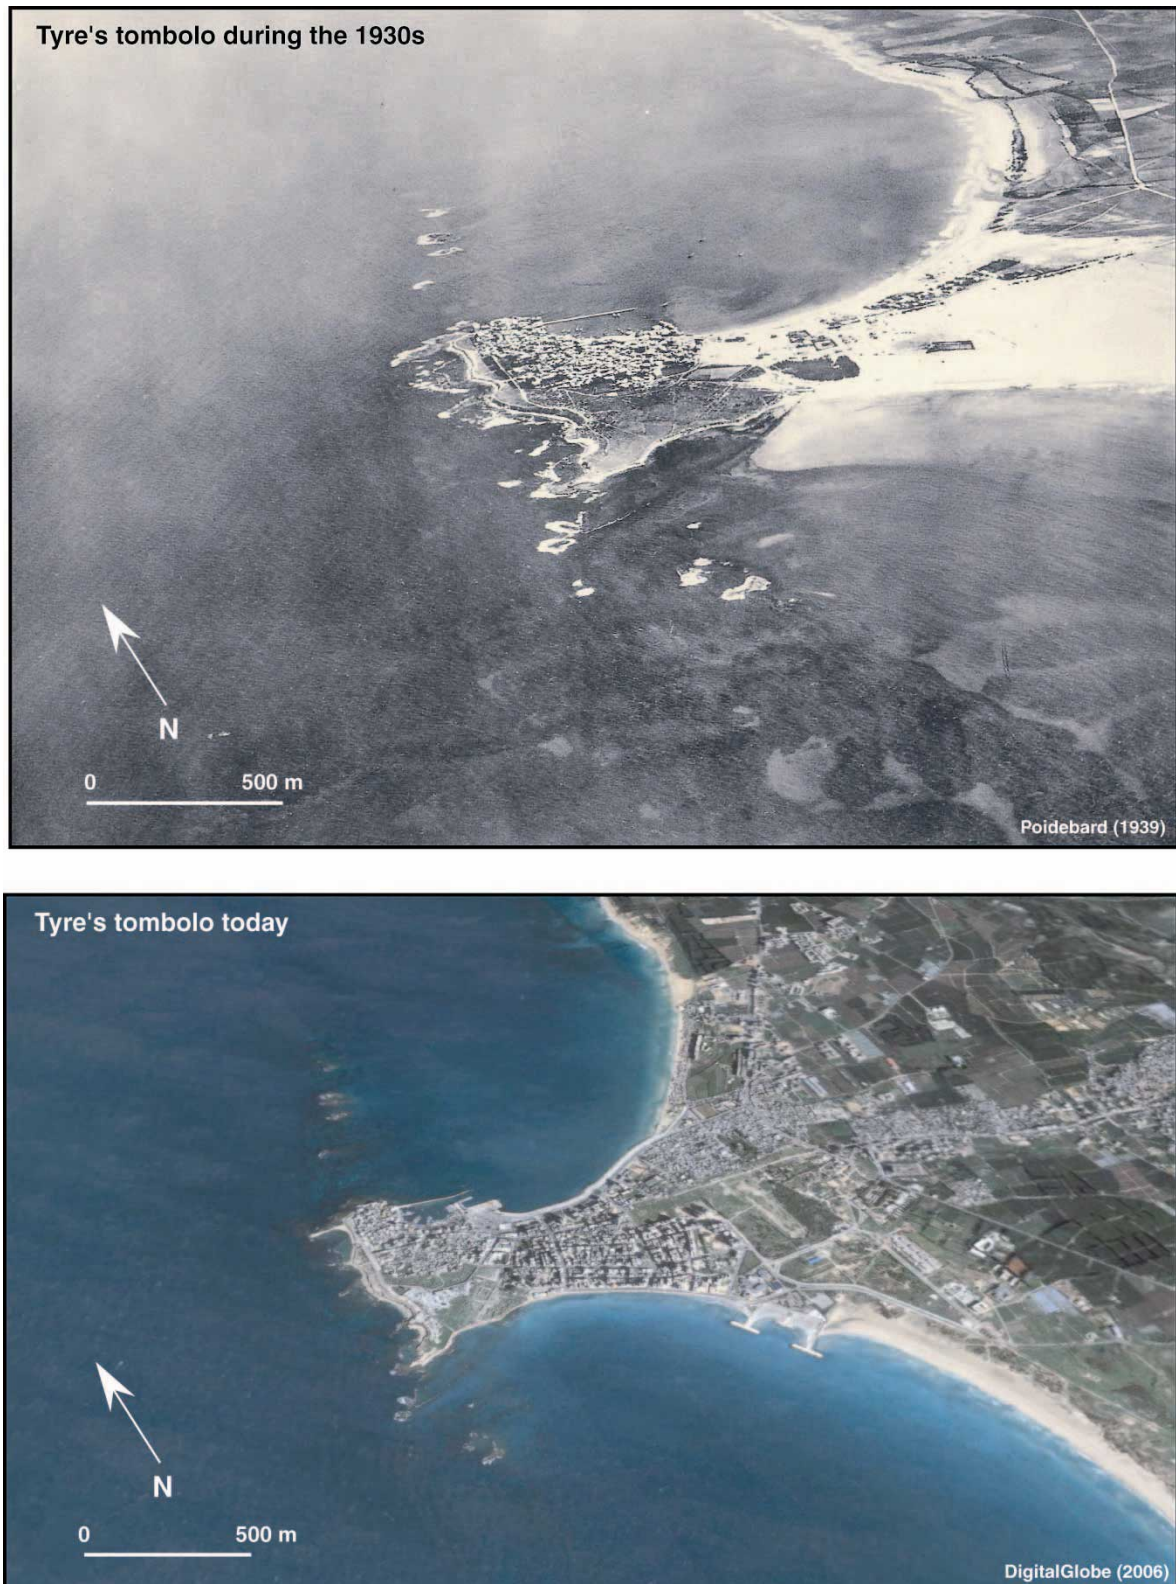 Tyre's tombolo during the 1930s
N
0 500 m
Poidebard (1939)
Tyre's tombolo today
N
0 500 m
DigitalGlobe (2006)